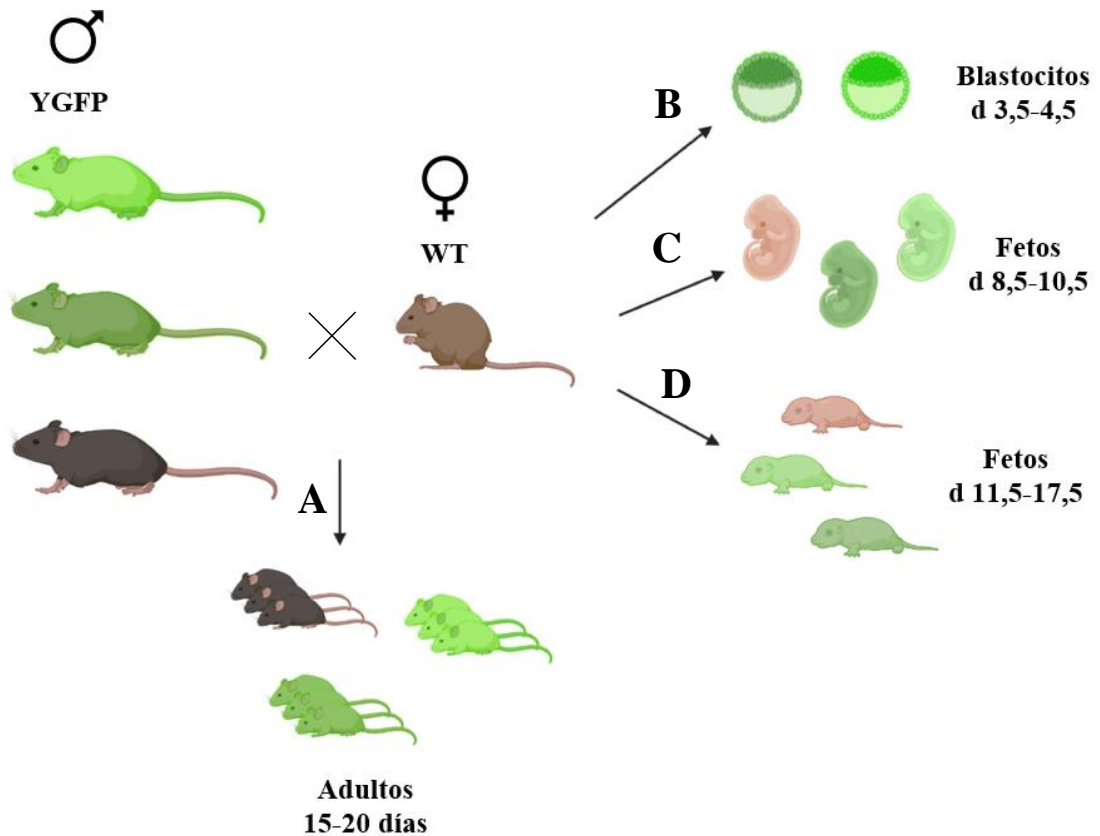 ♂
YGFP
♀
WT
A
B
Blastocitos
d 3,5-4,5
C
Fetos
d 8,5-10,5
D
Fetos
d 11,5-17,5
Adultos
15-20 días